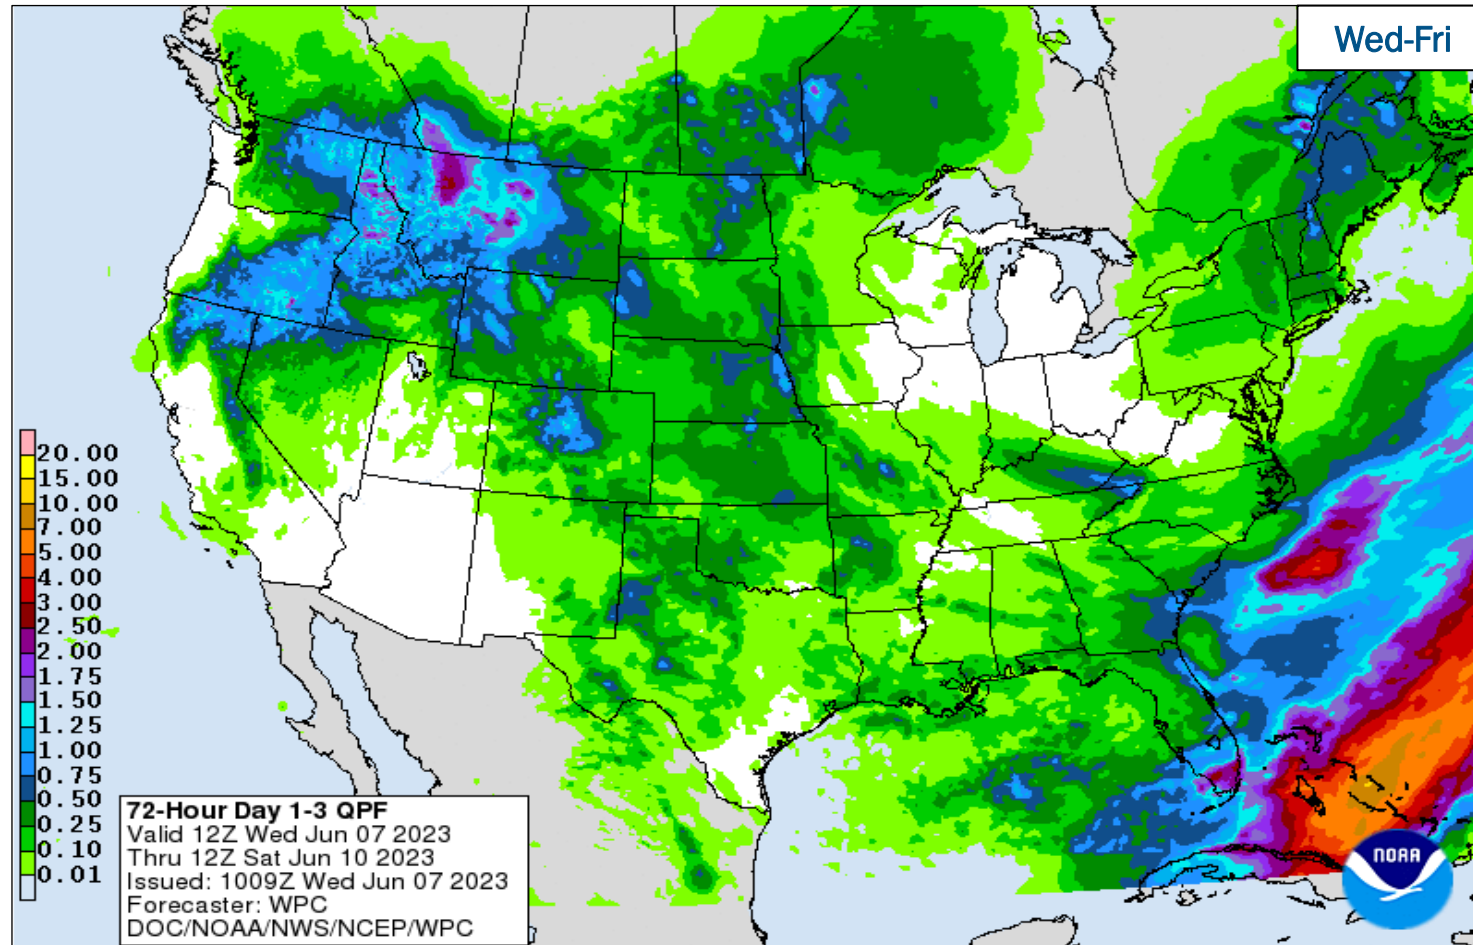 Wed-Fri
20.00
15.00
10.00
7.00
5.00
4.00
3.00
2.50
2.00
1.75
1.50
1.25
1.00
0.75
0.50
0.25
0.10
0.01
72-Hour Day 1-3 QPF
Valid 12Z Wed Jun 07 2023
Thru 12Z Sat Jun 10 2023
Issued: 1009Z Wed Jun 07 2023
Forecaster: WPC
DOC/NOAA/NWS/NCEP/WPC
NOAA